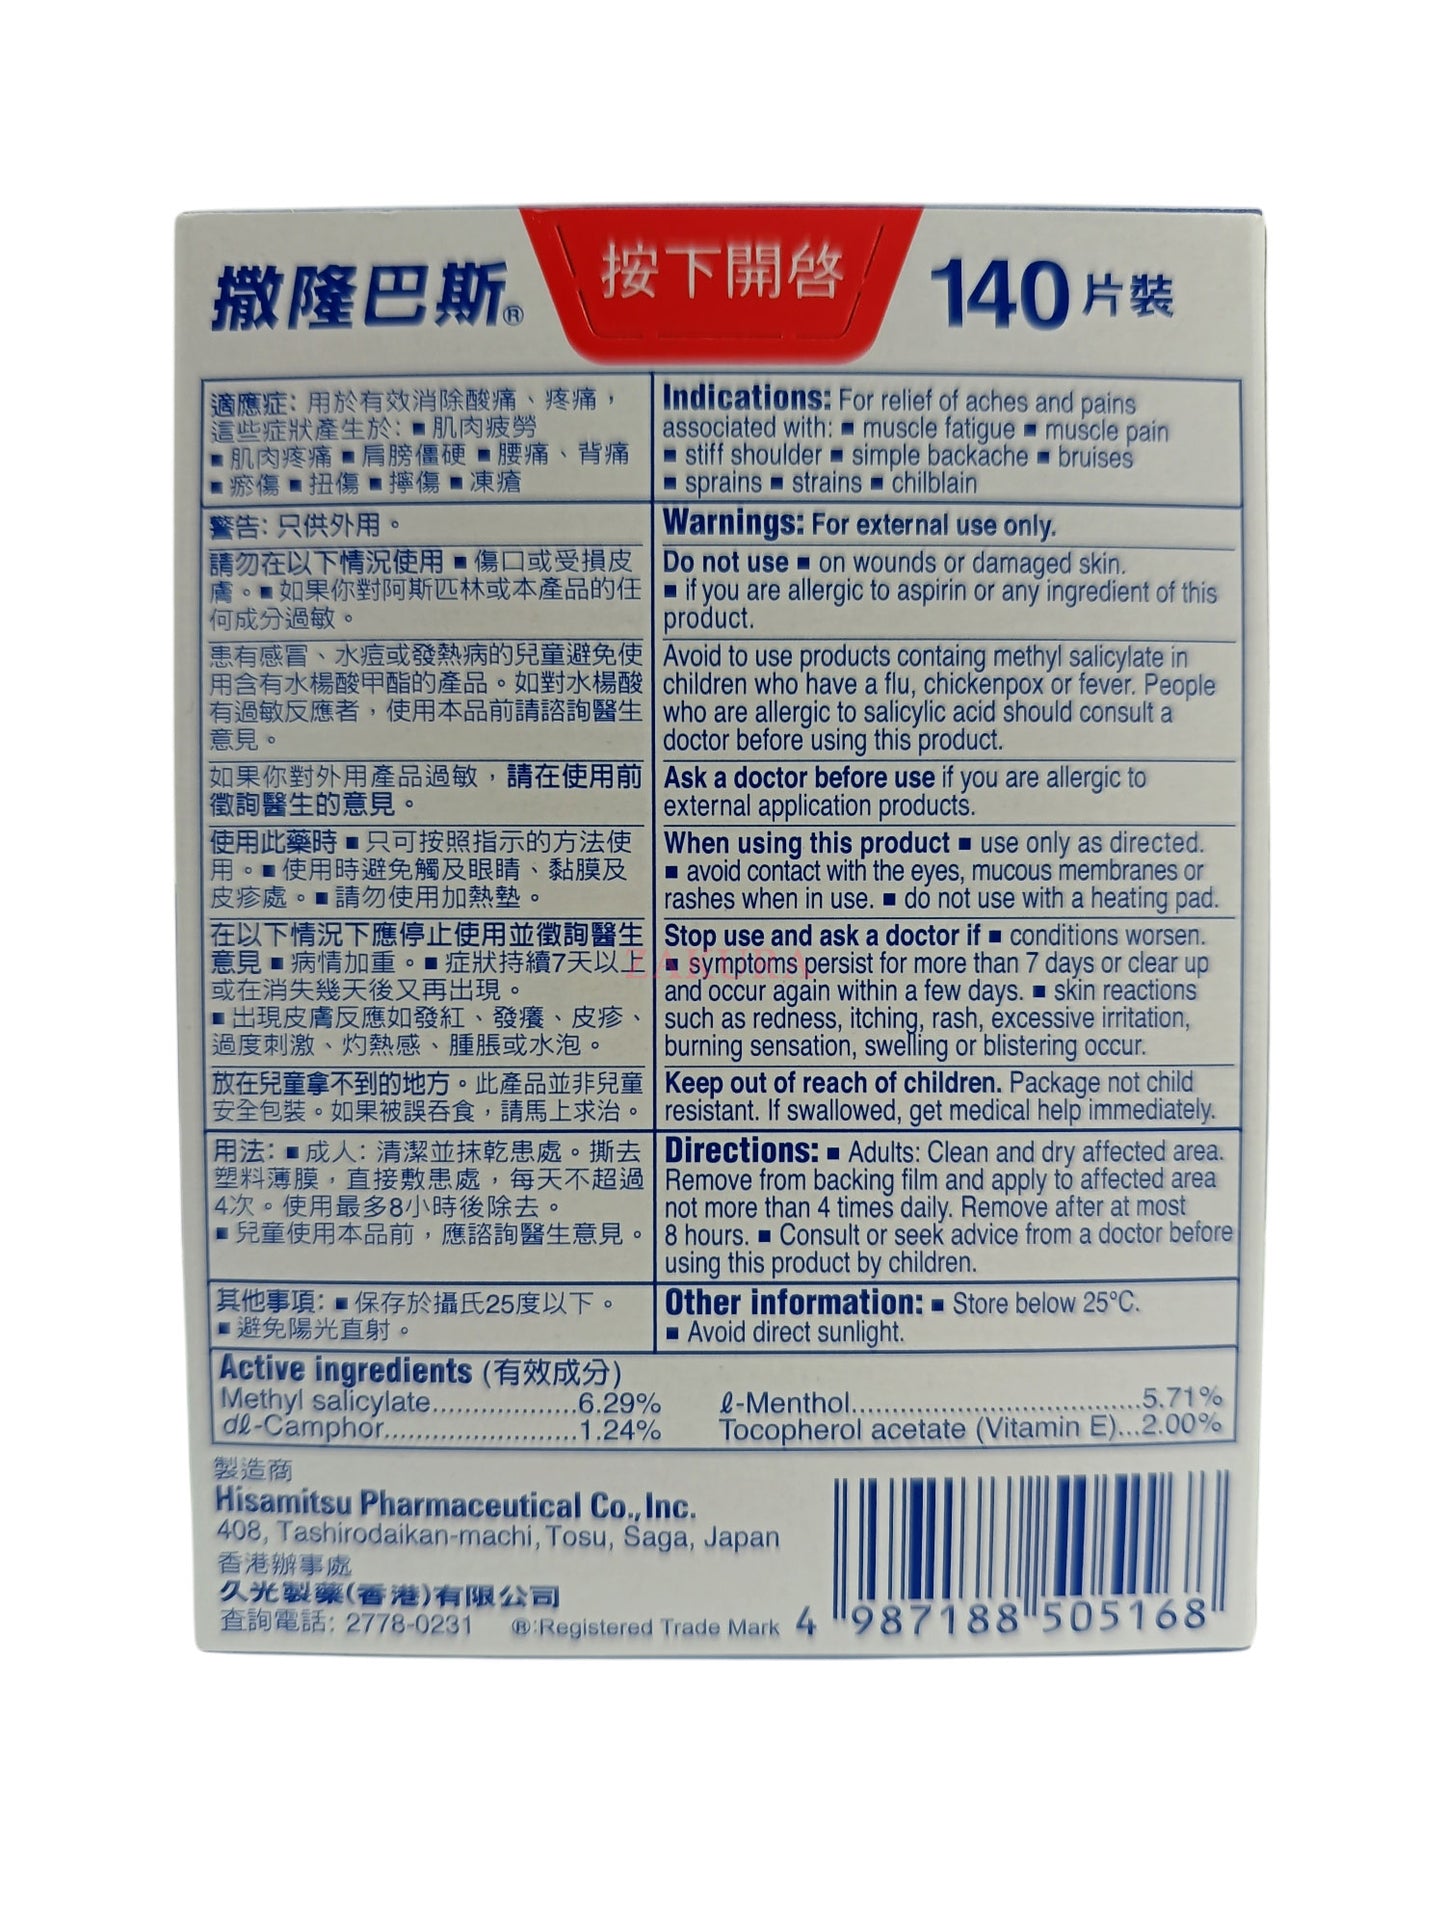 撒隆巴斯®
按下開啓
140片裝
適應症: 用於有效消除酸痛、疼痛，
這些症狀產生於: ▪ 肌肉疲勞
▪ 肌肉疼痛 ▪ 肩膀僵硬 ▪ 腰痛、背痛
▪ 瘀傷 ▪ 扭傷 ▪ 擰傷 ▪ 凍瘡
警告: 只供外用。
請勿在以下情況使用 ▪ 傷口或受損皮
膚。▪ 如果你對阿斯匹林或本產品的任
何成分過敏。
患有感冒、水痘或發熱病的兒童避免使
用含有水楊酸甲酯的產品。如對水楊酸
有過敏反應者，使用本品前請諮詢醫生
意見。
如果你對外用產品過敏，請在使用前
徵詢醫生的意見。
使用此藥時 ▪ 只可按照指示的方法使
用。▪ 使用時避免觸及眼睛、黏膜及
皮疹處。▪ 請勿使用加熱墊。
在以下情況下應停止使用並徵詢醫生
意見 ▪ 病情加重。▪ 症狀持續7天以上
或在消失幾天後又再出現。
▪ 出現皮膚反應如發紅、發癢、皮疹、
過度刺激、灼熱感、腫脹或水泡。
放在兒童拿不到的地方。此產品並非兒童
安全包裝。如果被誤吞食，請馬上求治。
用法: ▪ 成人: 清潔並抹乾患處。撕去
塑料薄膜，直接敷患處，每天不超過
4次。使用最多8小時後除去。
▪ 兒童使用本品前，應諮詢醫生意見。
其他事項: ▪ 保存於攝氏25度以下。
▪ 避免陽光直射。
Indications: For relief of aches and pains
associated with: ▪ muscle fatigue ▪ muscle pain
▪ stiff shoulder ▪ simple backache ▪ bruises
▪ sprains ▪ strains ▪ chilblain
Warnings: For external use only.
Do not use ▪ on wounds or damaged skin.
▪ if you are allergic to aspirin or any ingredient of this
product.
Avoid to use products containg methyl salicylate in
children who have a flu, chickenpox or fever. People
who are allergic to salicylic acid should consult a
doctor before using this product.
Ask a doctor before use if you are allergic to
external application products.
When using this product ▪ use only as directed.
▪ avoid contact with the eyes, mucous membranes or
rashes when in use. ▪ do not use with a heating pad.
Stop use and ask a doctor if ▪ conditions worsen.
▪ symptoms persist for more than 7 days or clear up
and occur again within a few days. ▪ skin reactions
such as redness, itching, rash, excessive irritation,
burning sensation, swelling or blistering occur.
Keep out of reach of children. Package not child
resistant. If swallowed, get medical help immediately.
Directions: ▪ Adults: Clean and dry affected area.
Remove from backing film and apply to affected area
not more than 4 times daily. Remove after at most
8 hours. ▪ Consult or seek advice from a doctor before
using this product by children.
Other information: ▪ Store below 25°C.
▪ Avoid direct sunlight.
ZAKURA
Active ingredients (有效成分)
Methyl salicylate..................6.29% ℓ-Menthol....................................5.71%
dℓ-Camphor........................1.24% Tocopherol acetate (Vitamin E)...2.00%
製造商
Hisamitsu Pharmaceutical Co., Inc.
408, Tashirodaikan-machi, Tosu, Saga, Japan
香港辦事處
久光製藥(香港)有限公司
查詢電話: 2778-0231 ®:Registered Trade Mark
4 987188 505168